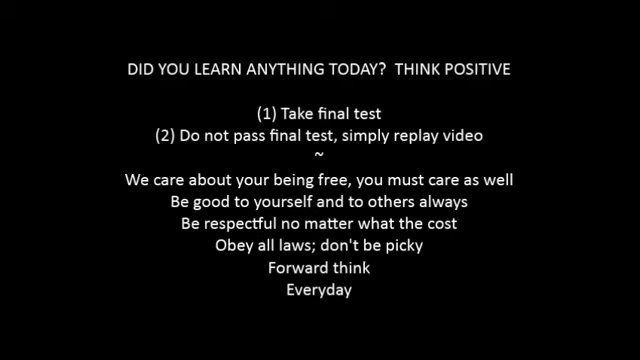 DID YOU LEARN ANYTHING TODAY? THINK POSITIVE
(1) Take final test
(2) Do not pass final test, simply replay video
~
We care about your being free, you must care as well
Be good to yourself and to others always
Be respectful no matter what the cost
Obey all laws; don't be picky
Forward think
Everyday